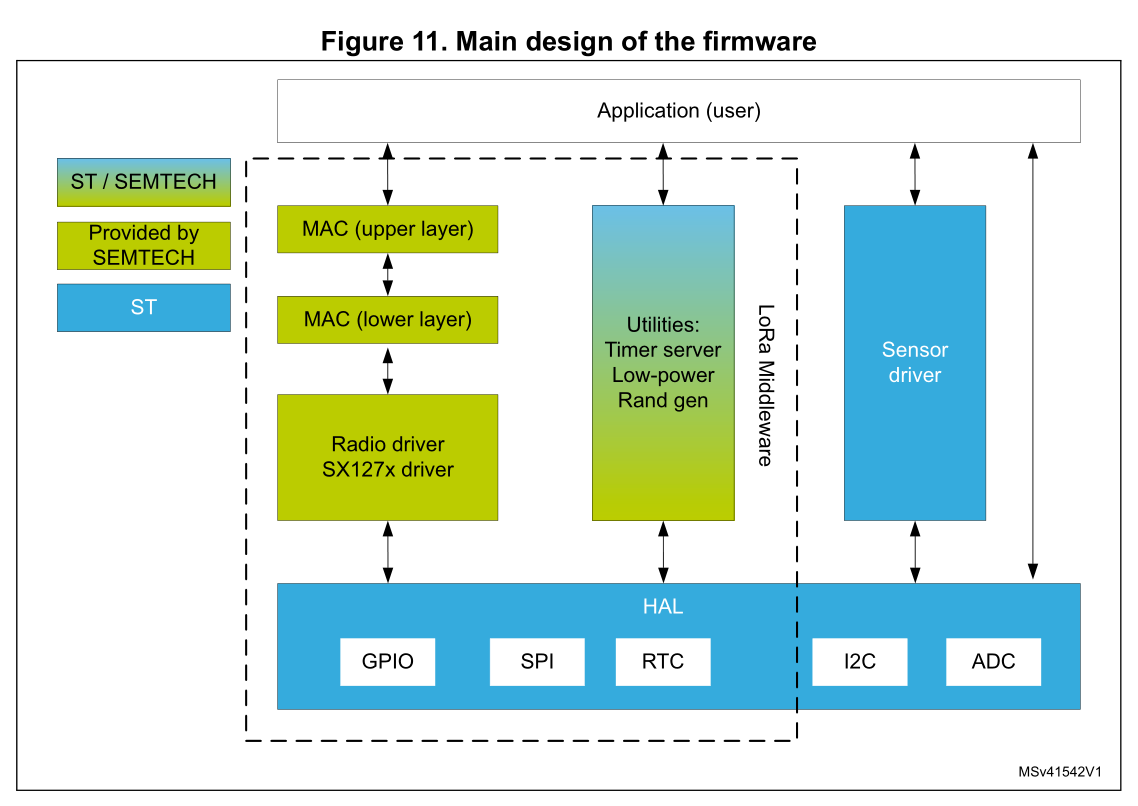 Figure 11. Main design of the firmware
Application (user)
ST / SEMTECH
Provided by
SEMTECH
ST
MAC (upper layer)
MAC (lower layer)
Radio driver
SX127x driver
Utilities:
Timer server
Low-power
Rand gen
LoRa Middleware
Sensor
driver
HAL
GPIO
SPI
RTC
I2C
ADC
MSv41542V1